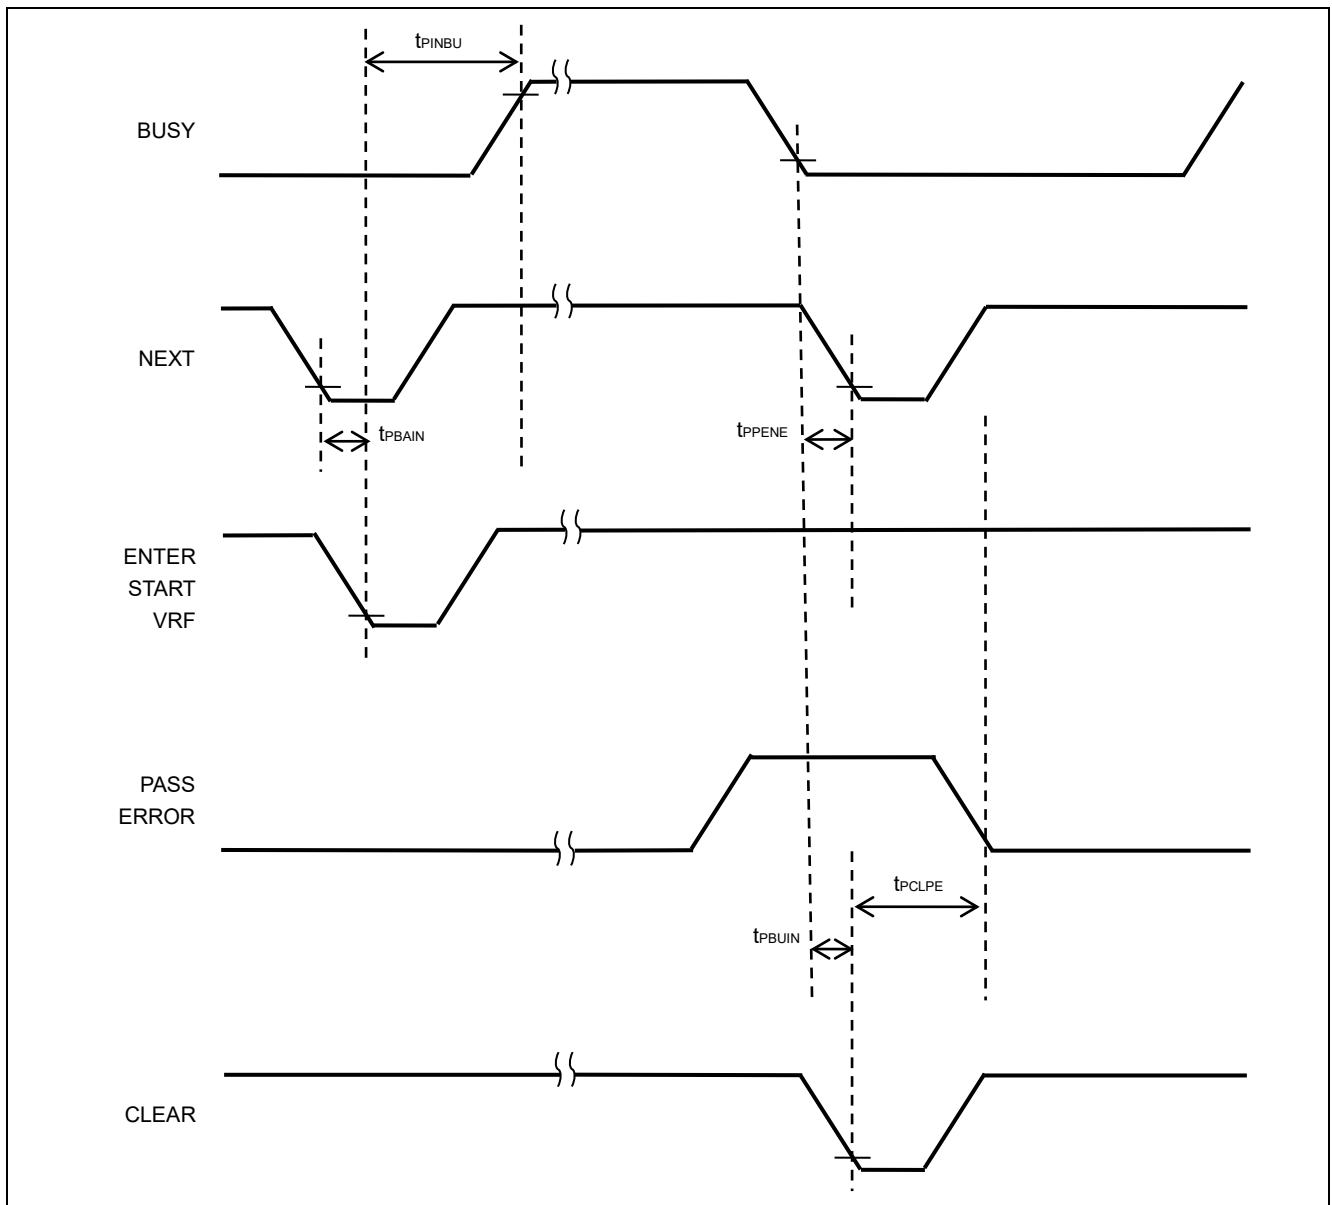 tPINBU
BUSY
NEXT
tPBAIN
tPPENE
ENTER
START
VRF
PASS
ERROR
tPCLPE
tPBUIN
CLEAR